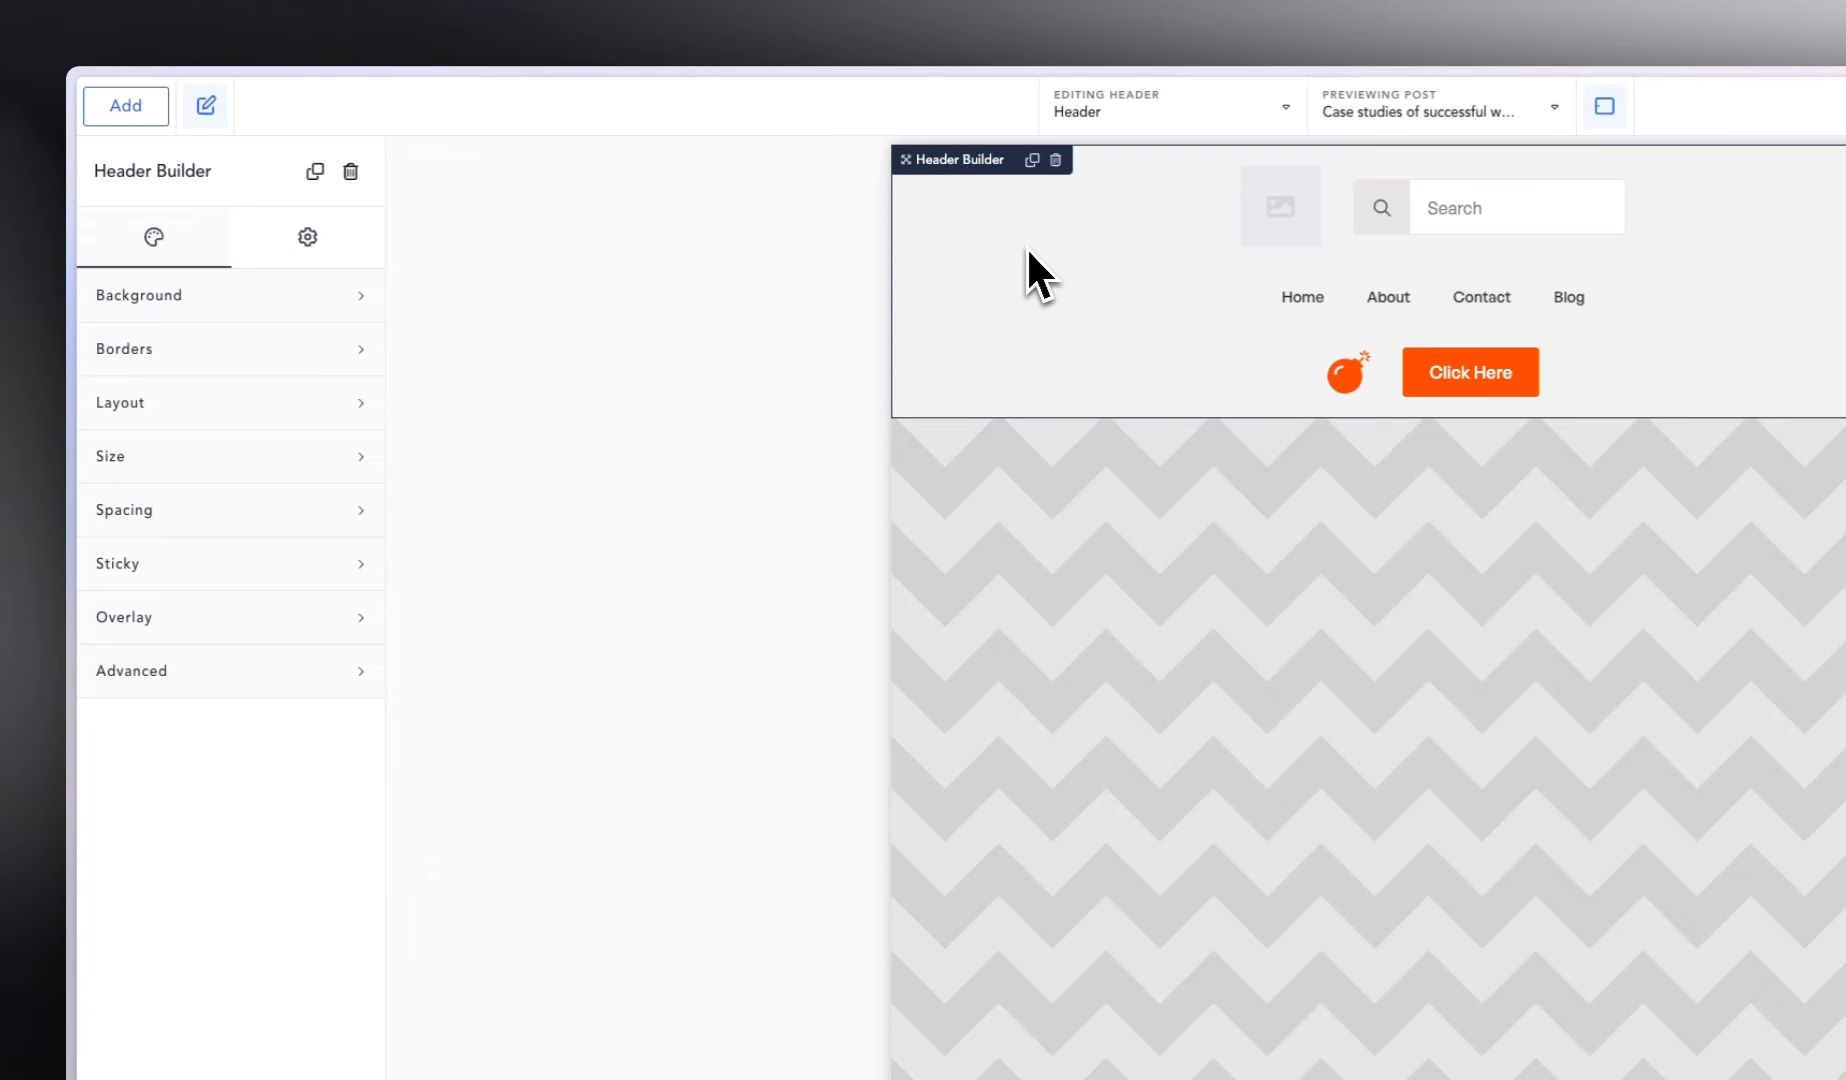 Add
EDITING HEADER
Header
PREVIEWING POST
Case studies of successful w...
Header Builder
Background
Borders
Layout
Size
Spacing
Sticky
Overlay
Advanced
Header Builder
Search
Home About Contact Blog
Click Here